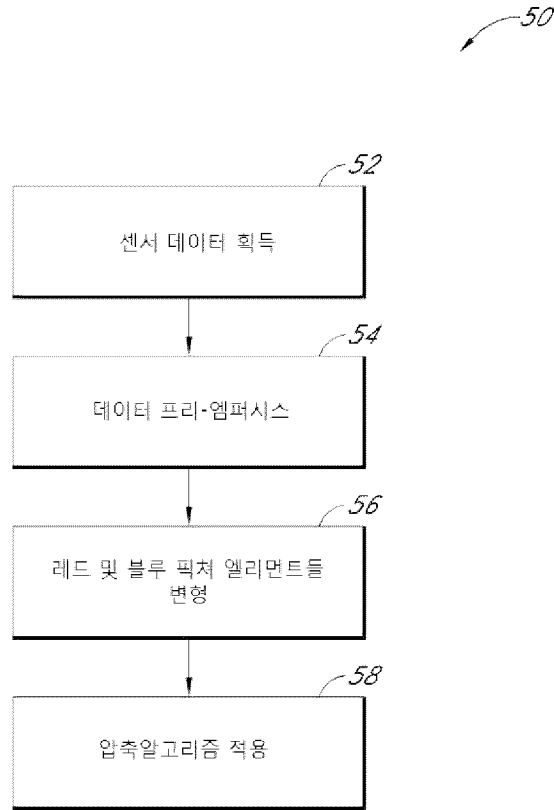 50
52
센서 데이터 획득
54
데이터 프리-엠퍼시스
56
레드 및 블루 픽쳐 엘리먼트들
변형
58
압축알고리즘 적용